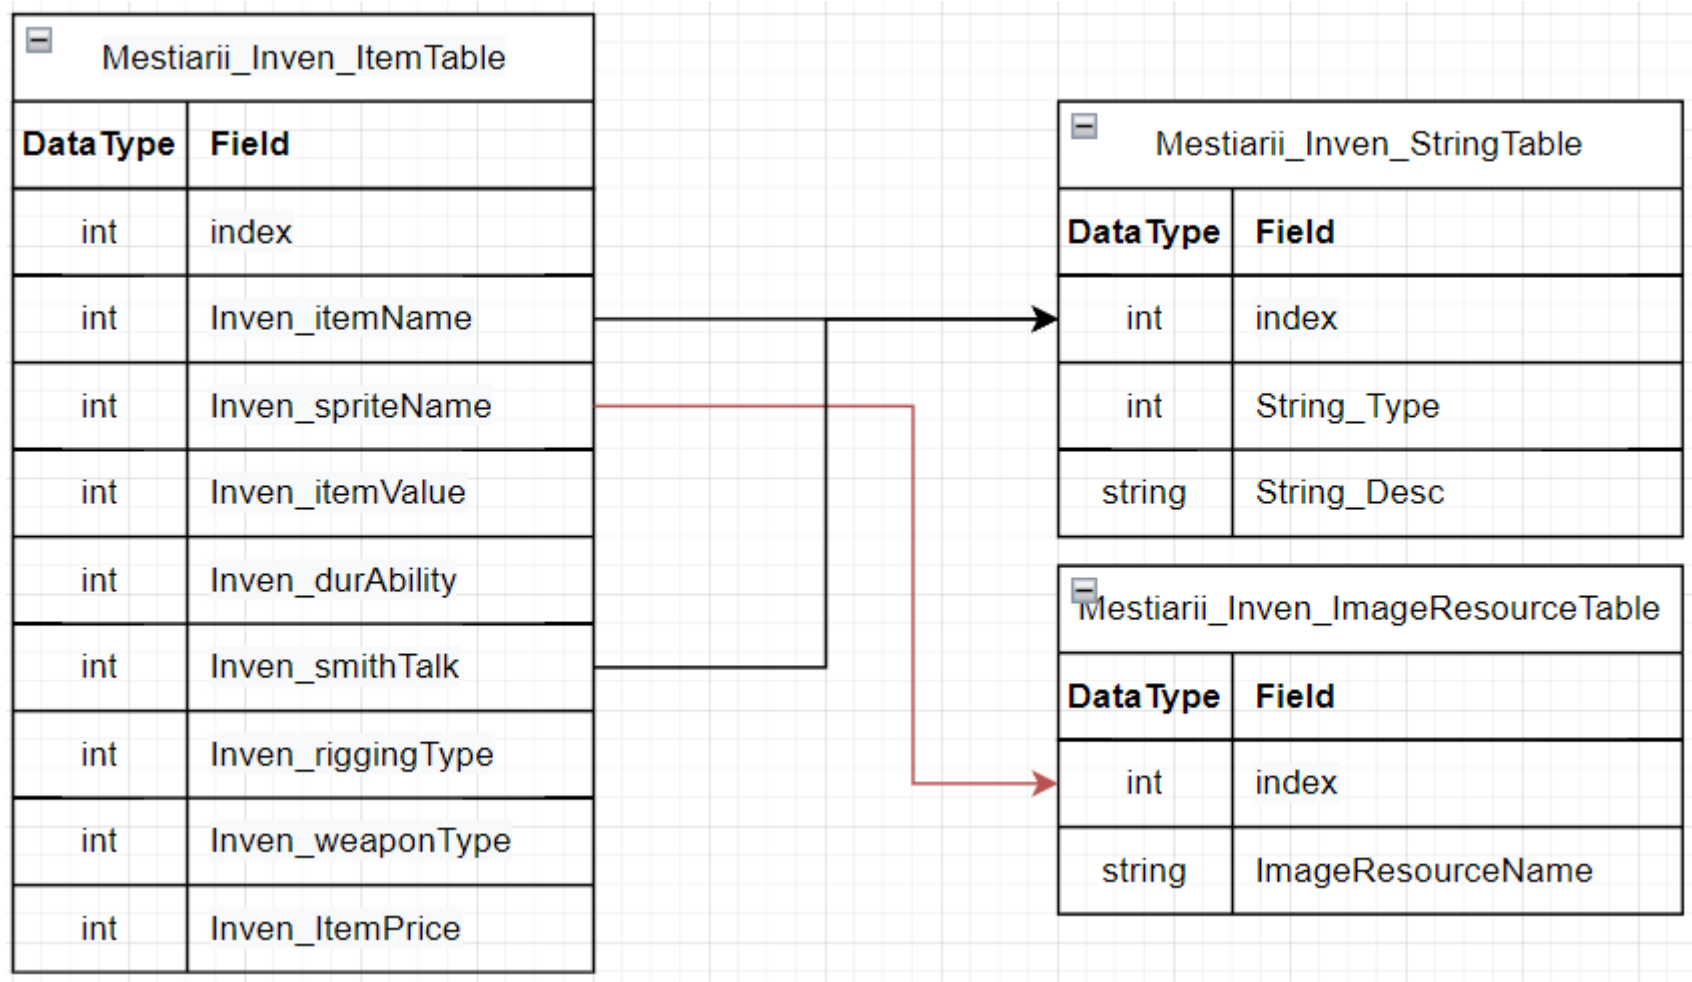 Mestiarii_Inven_ItemTable
DataType Field
int index
int Inven_itemName
int Inven_spriteName
int Inven_itemValue
int Inven_durAbility
int Inven_smithTalk
int Inven_riggingType
int Inven_weaponType
int Inven_ItemPrice
Mestiarii_Inven_StringTable
DataType Field
int index
int String_Type
string String_Desc
Mestiarii_Inven_ImageResourceTable
DataType Field
int index
string ImageResourceName